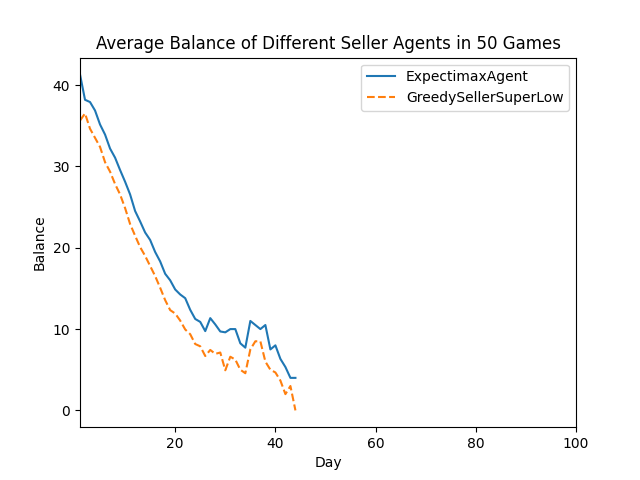 Average Balance of Different Seller Agents in 50 Games
ExpectimaxAgent
GreedySellerSuperLow
40
30
20
10
0
Balance
20 40 60 80 100
Day